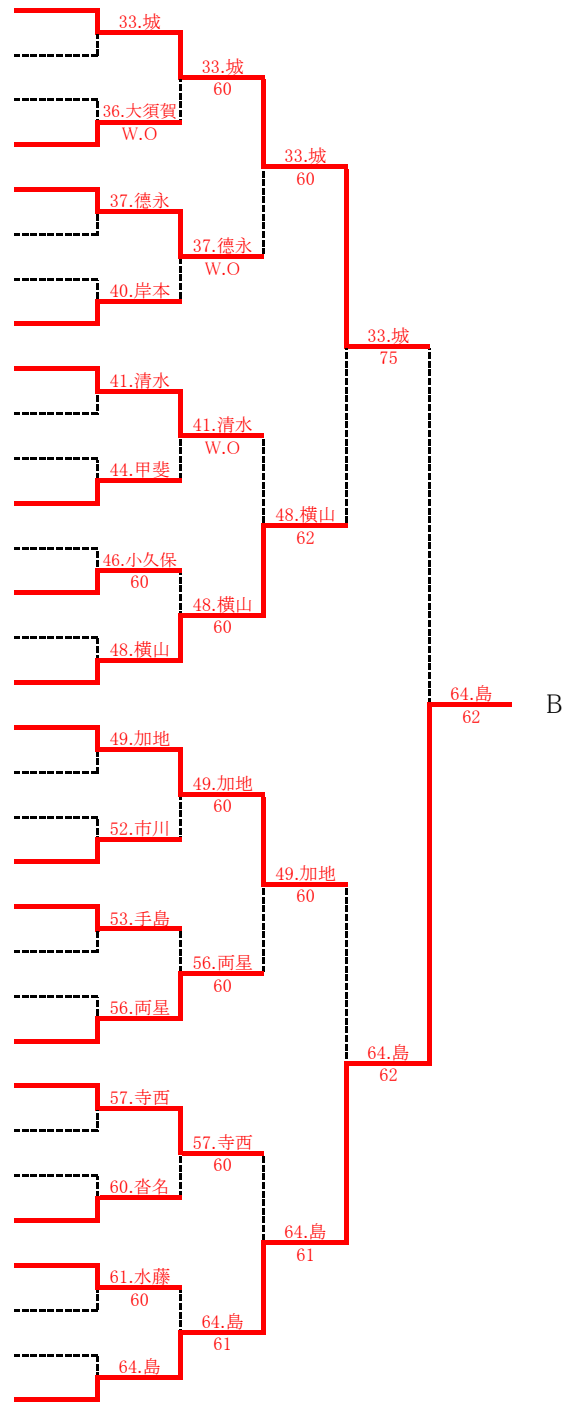 33.城
33.城
60
36.大須賀
W.O
33.城
60
37.德永
37.德永
W.O
40.岸本
33.城
75
41.清水
41.清水
W.O
44.甲斐
48.横山
62
46.小久保
60
48.横山
60
48.横山
64.島
62
B
49.加地
49.加地
60
52.市川
49.加地
60
53.手島
56.両星
60
56.両星
64.島
62
57.寺西
57.寺西
60
60.沓名
64.島
61
61.水藤
60
64.島
61
64.島